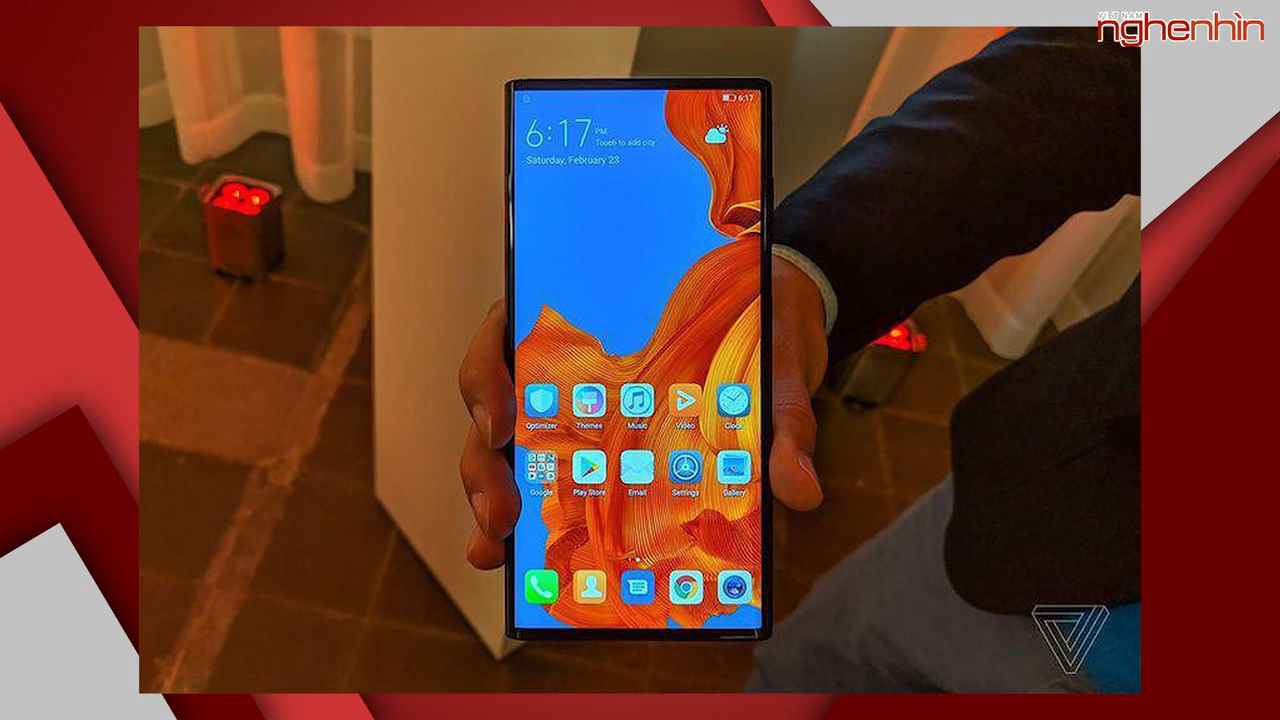 VIỆT NAM
nghenhìn
6:17
6:17 PM
Touch to add city
Saturday, February 23
Optimizer Themes Music Video Clock
Google Play Store Email Settings Gallery